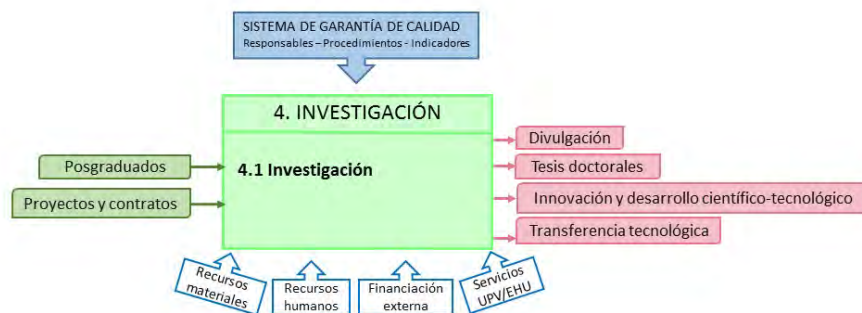 SISTEMA DE GARANTÍA DE CALIDAD
Responsables – Procedimientos - Indicadores
4. INVESTIGACIÓN
4.1 Investigación
Posgraduados
Proyectos y contratos
Divulgación
Tesis doctorales
Innovación y desarrollo científico-tecnológico
Transferencia tecnológica
Recursos
materiales
Recursos
humanos
Financiación
externa
Servicios
UPV/EHU